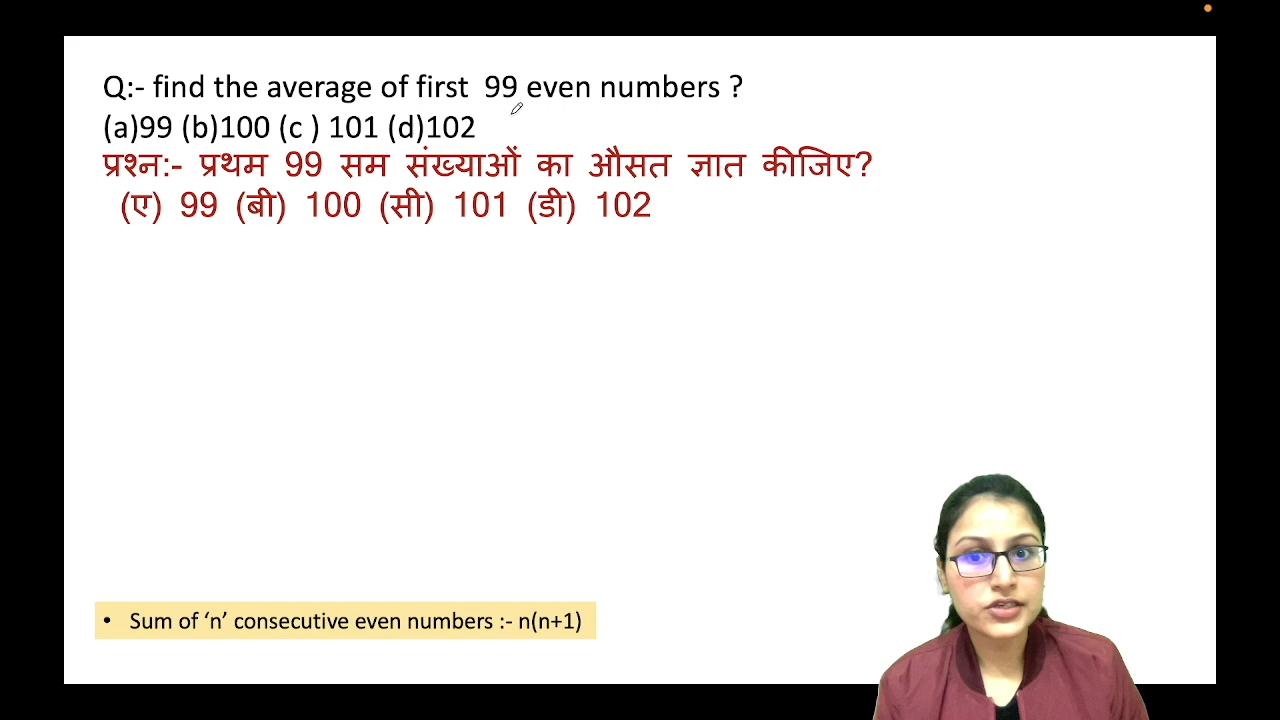 Q:- find the average of first 99 even numbers ?
(a)99 (b)100 (c ) 101 (d)102
प्रश्न:- प्रथम 99 सम संख्याओं का औसत ज्ञात कीजिए?
(ए) 99 (बी) 100 (सी) 101 (डी) 102
• Sum of ‘n’ consecutive even numbers :- n(n+1)